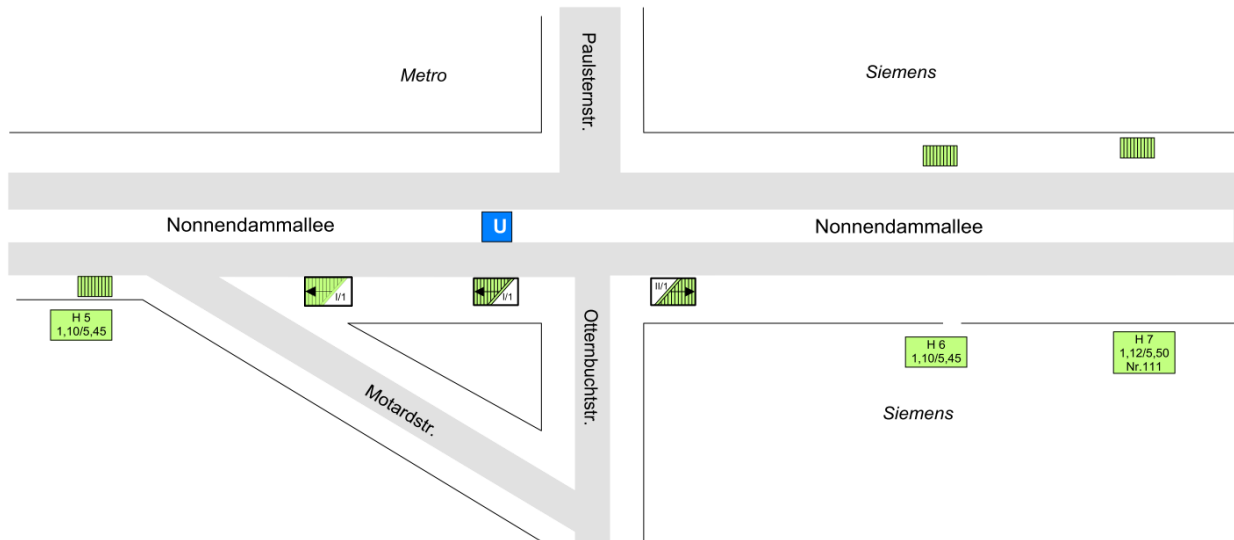 Paulsternstr.
Metro
Siemens
Nonnendammallee
U
Nonnendammallee
I/1
I/1
II/1
H 5
1,10/5,45
Otternbuchtstr.
H 6
1,10/5,45
H 7
1,12/5,50
Nr.111
Motardstr.
Siemens